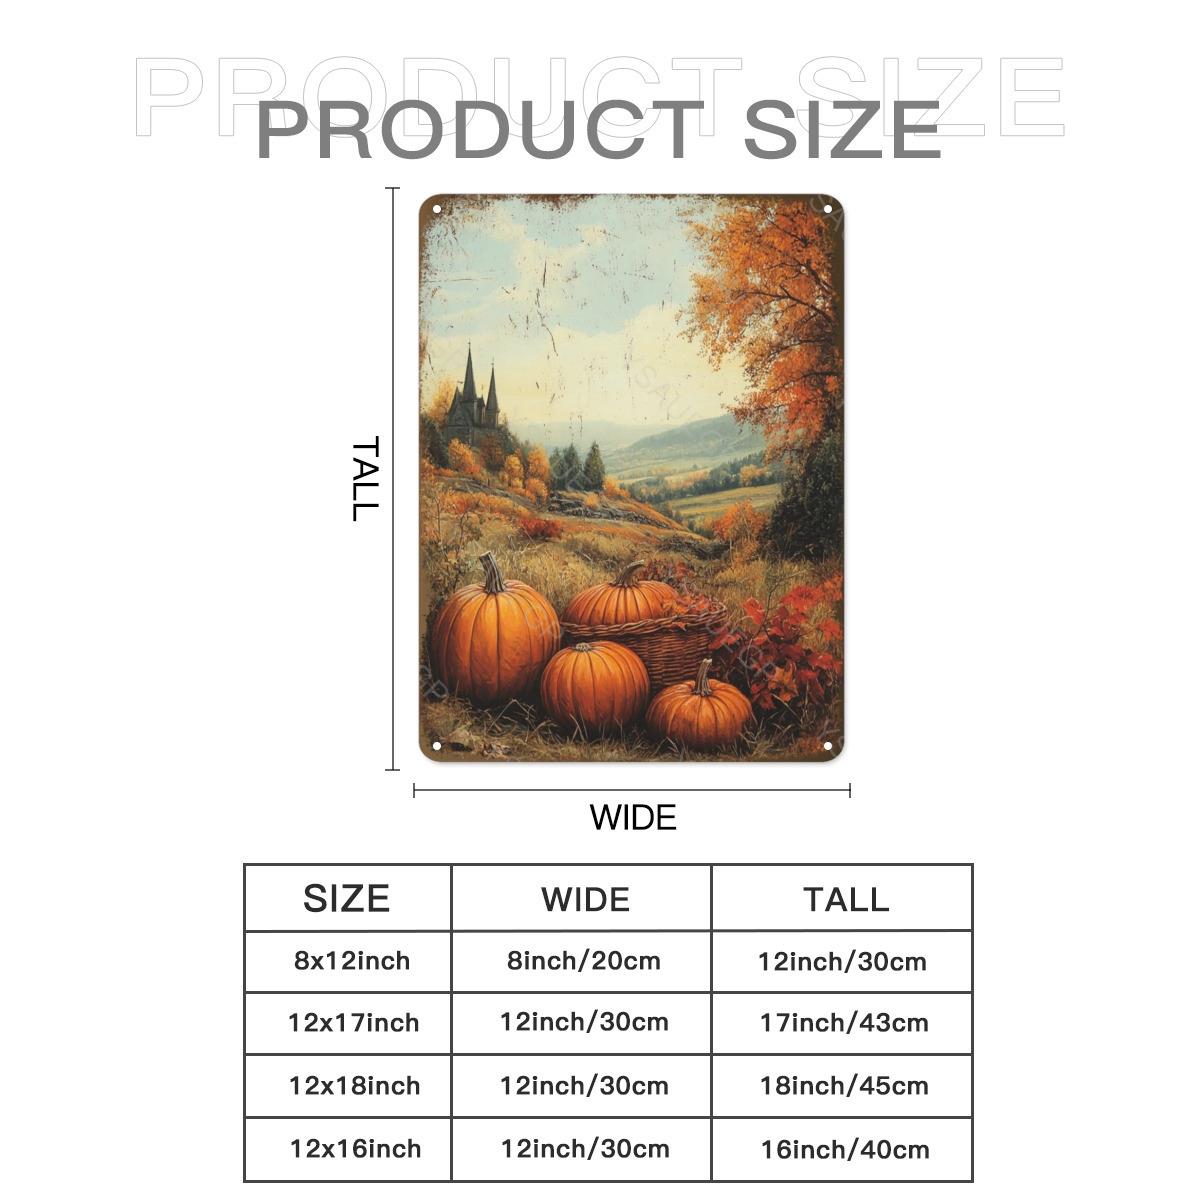 PRODUCT SIZE
PRODUCT SIZE
TALL
WIDE
SIZE WIDE TALL
8x12inch 8inch/20cm 12inch/30cm
12x17inch 12inch/30cm 17inch/43cm
12x18inch 12inch/30cm 18inch/45cm
12x16inch 12inch/30cm 16inch/40cm